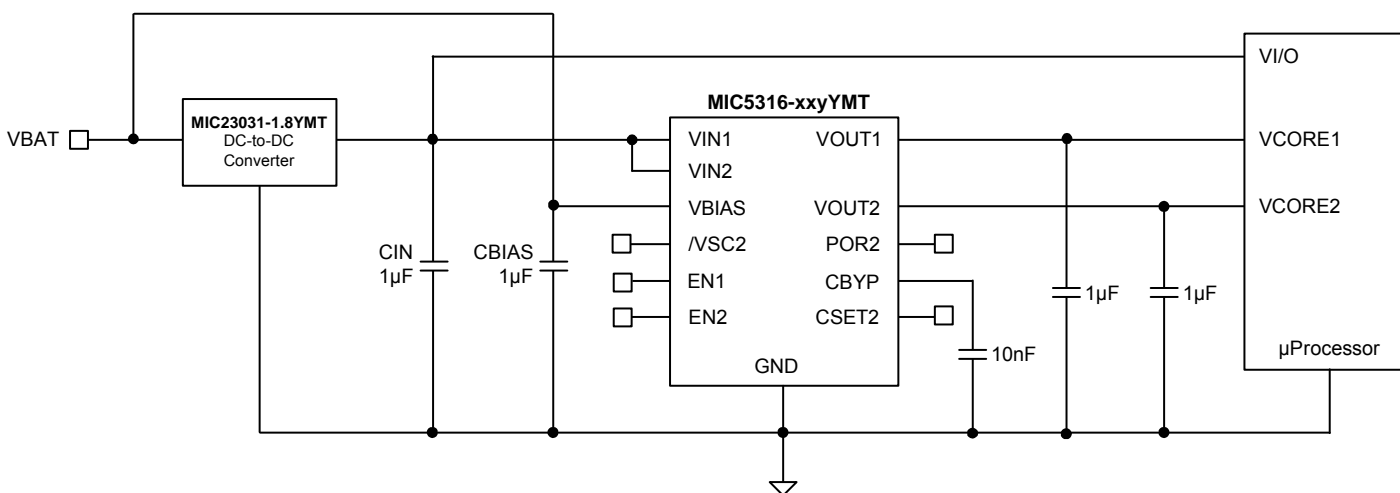 VI/O
MIC5316-xxyYMT
MIC23031-1.8YMT
DC-to-DC
Converter
VBAT
VIN1
VOUT1
VCORE1
VIN2
VBIAS
VOUT2
VCORE2
/VSC2
POR2
CIN
1µF
CBIAS
1µF
EN1
CBYP
1µF
1µF
EN2
CSET2
10nF
µProcessor
GND